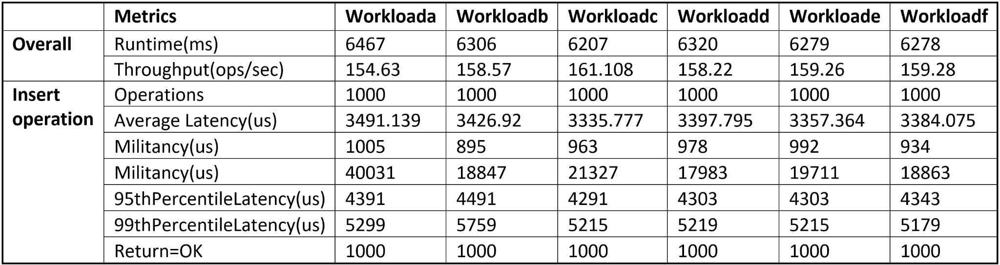 Metrics Workloada Workloadb Workloadc Workloadd Workloade Workloadf
Overall Runtime(ms) 6467 6306 6207 6320 6279 6278
Throughput(ops/sec) 154.63 158.57 161.108 158.22 159.26 159.28
Insert Operations 1000 1000 1000 1000 1000 1000
operation Average Latency(us) 3491.139 3426.92 3335.777 3397.795 3357.364 3384.075
Militancy(us) 1005 895 963 978 992 934
Militancy(us) 40031 18847 21327 17983 19711 18863
95thPercentileLatency(us) 4391 4491 4291 4303 4303 4343
99thPercentileLatency(us) 5299 5759 5215 5219 5215 5179
Return=OK 1000 1000 1000 1000 1000 1000